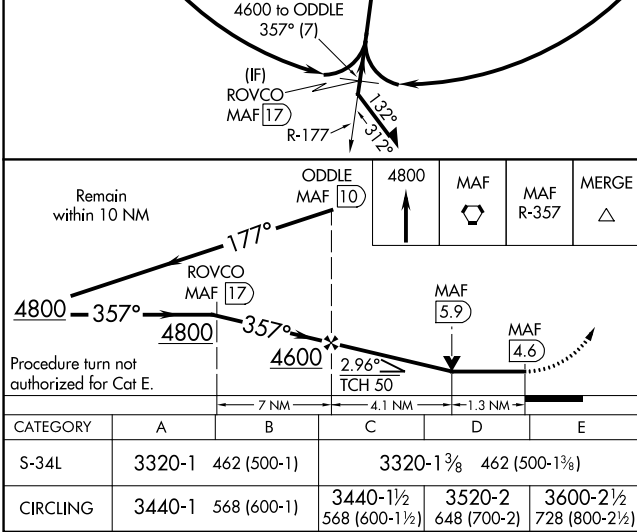 4600 to ODDLE
357° (7)
(IF)
ROVCO
MAF 17
R-177
132°
312°
Remain
within 10 NM
ODDLE
MAF 10
4800
MAF
MAF
R-357
MERGE
177°
ROVCO
MAF 17
4800
357°
4800
357°
4600
MAF
5.9
MAF
4.6
2.96°
TCH 50
Procedure turn not
authorized for Cat E.
7 NM
4.1 NM
1.3 NM
CATEGORY A B C D E
S-34L 3320-1 462 (500-1) 3320-1⅜ 462 (500-1⅜)
CIRCLING 3440-1 568 (600-1) 3440-1½ 3520-2 3600-2½
568 (600-1½) 648 (700-2) 728 (800-2½)